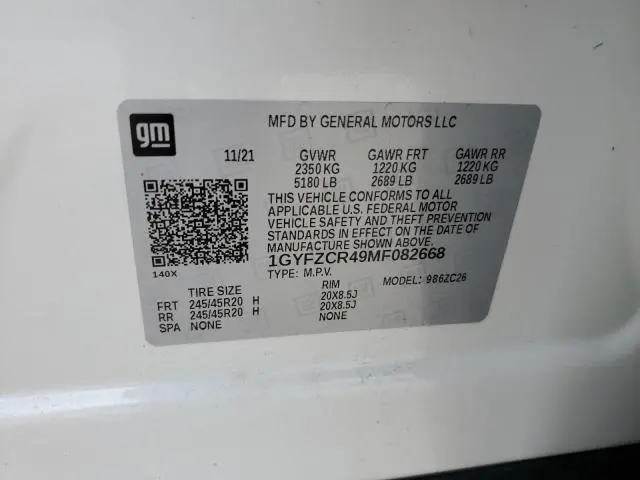 gm
MFD BY GENERAL MOTORS LLC
11/21 GVWR GAWR FRT GAWR RR
2350 KG 1220 KG 1220 KG
5180 LB 2689 LB 2689 LB
THIS VEHICLE CONFORMS TO ALL
APPLICABLE U.S. FEDERAL MOTOR
VEHICLE SAFETY AND THEFT PREVENTION
STANDARDS IN EFFECT ON THE DATE OF
MANUFACTURE SHOWN ABOVE.
140X
1GYFZCR49MF082668
TYPE: M.P.V. MODEL: 986ZC26
TIRE SIZE RIM
FRT 245/45R20 H 20X8.5J
RR 245/45R20 H 20X8.5J
SPA NONE NONE